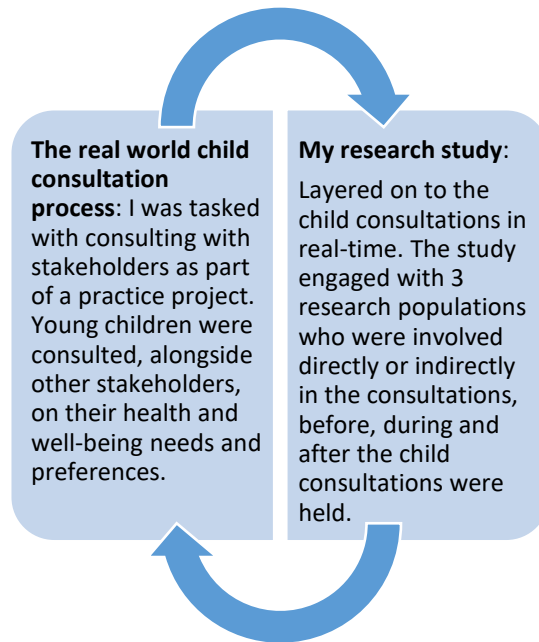 The real world child
consultation
process: I was tasked
with consulting with
stakeholders as part
of a practice project.
Young children were
consulted, alongside
other stakeholders,
on their health and
well-being needs and
preferences.
My research study:
Layered on to the
child consultations in
real-time. The study
engaged with 3
research populations
who were involved
directly or indirectly
in the consultations,
before, during and
after the child
consultations were
held.